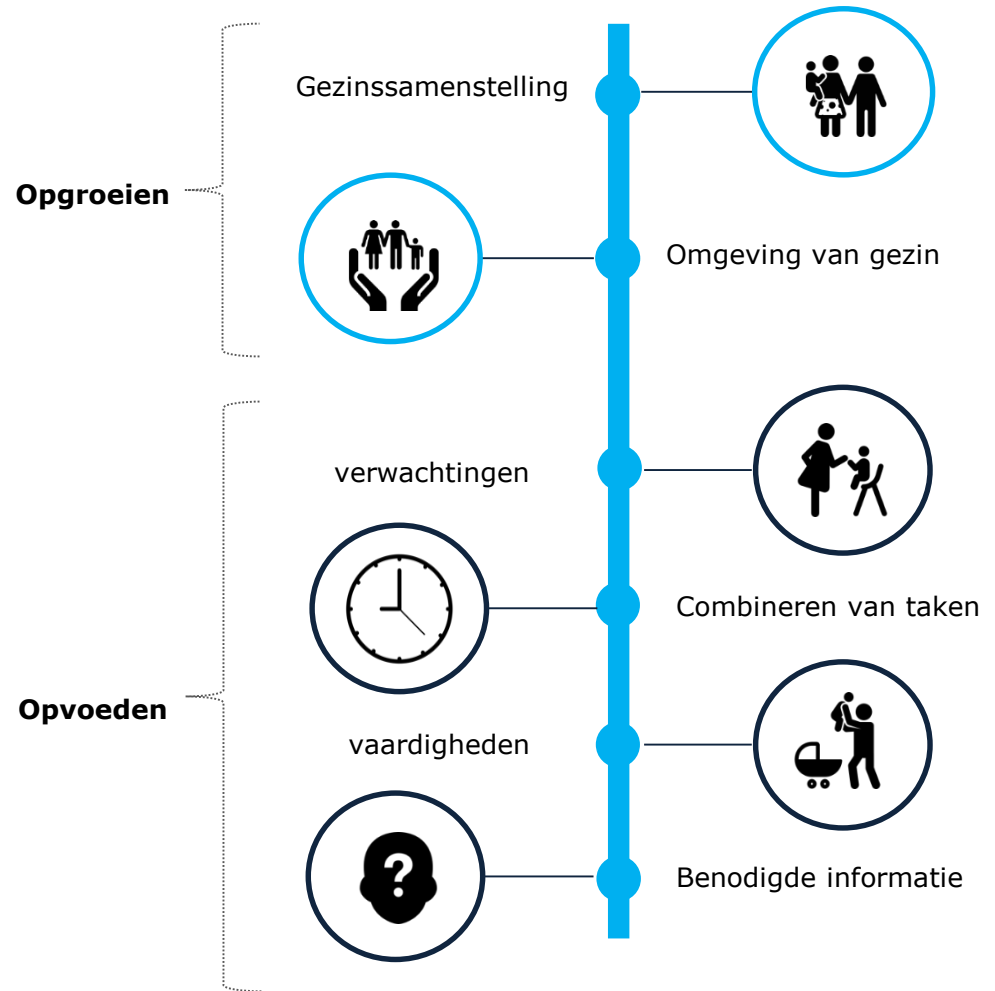 Gezinssamenstelling
Opgroeien
Omgeving van gezin
verwachtingen
Combineren van taken
Opvoeden
vaardigheden
?
Benodigde informatie